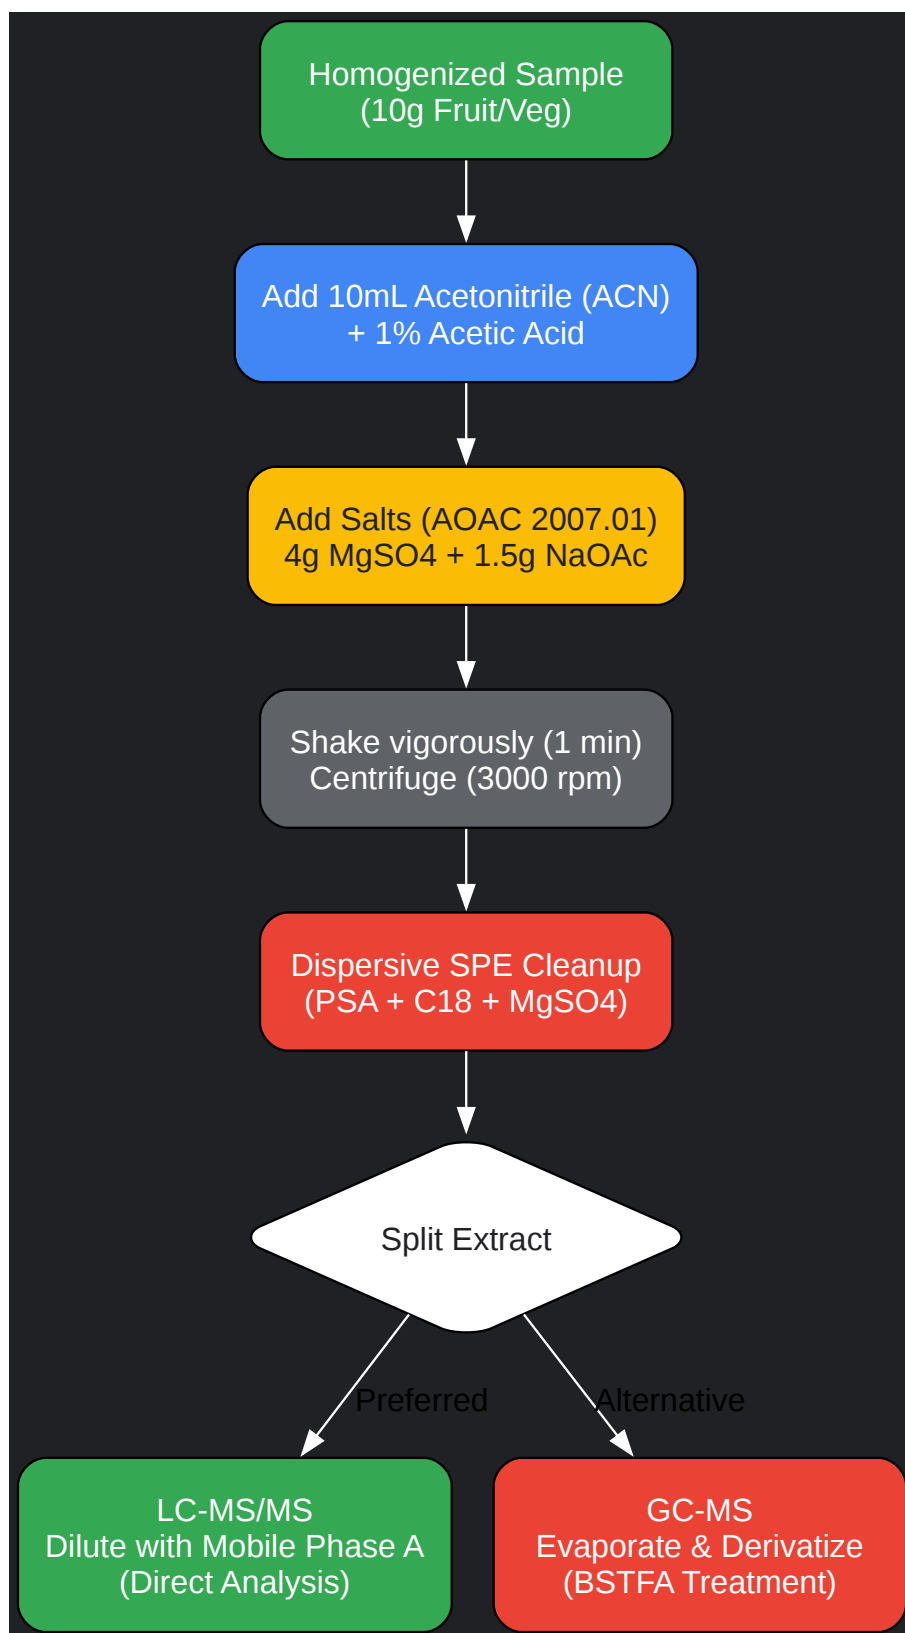 Homogenized Sample
(10g Fruit/Veg)
Add 10mL Acetonitrile (ACN)
+ 1% Acetic Acid
Add Salts (AOAC 2007.01)
4g MgSO4 + 1.5g NaOAc
Shake vigorously (1 min)
Centrifuge (3000 rpm)
Dispersive SPE Cleanup
(PSA + C18 + MgSO4)
Split Extract
Preferred
Alternative
LC-MS/MS
Dilute with Mobile Phase A
(Direct Analysis)
GC-MS
Evaporate & Derivatize
(BSTFA Treatment)